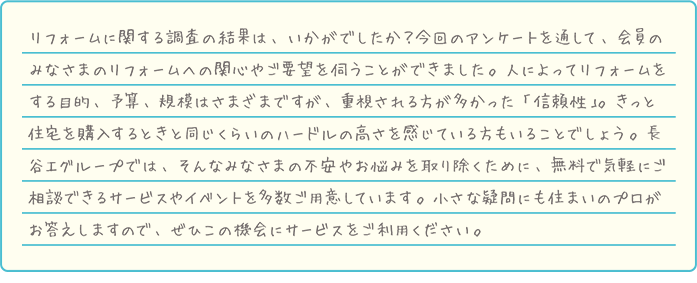 リフォームに関する調査の結果は、いかがでしたか？今回のアンケートを通して、会員の
みなさまのリフォームへの関心やご要望を伺うことができました。人によってリフォームを
する目的、予算、規模はさまざまですが、重視される方が多かった「信頼性」。きっと
住宅を購入するときと同じくらいのハードルの高さを感じている方もいることでしょう。長
谷工グループでは、そんなみなさまの不安やお悩みを取り除くために、無料で気軽にご
相談できるサービスやイベントを多数ご用意しています。小さな疑問にも住まいのプロが
お答えしますので、ぜひこの機会にサービスをご利用ください。